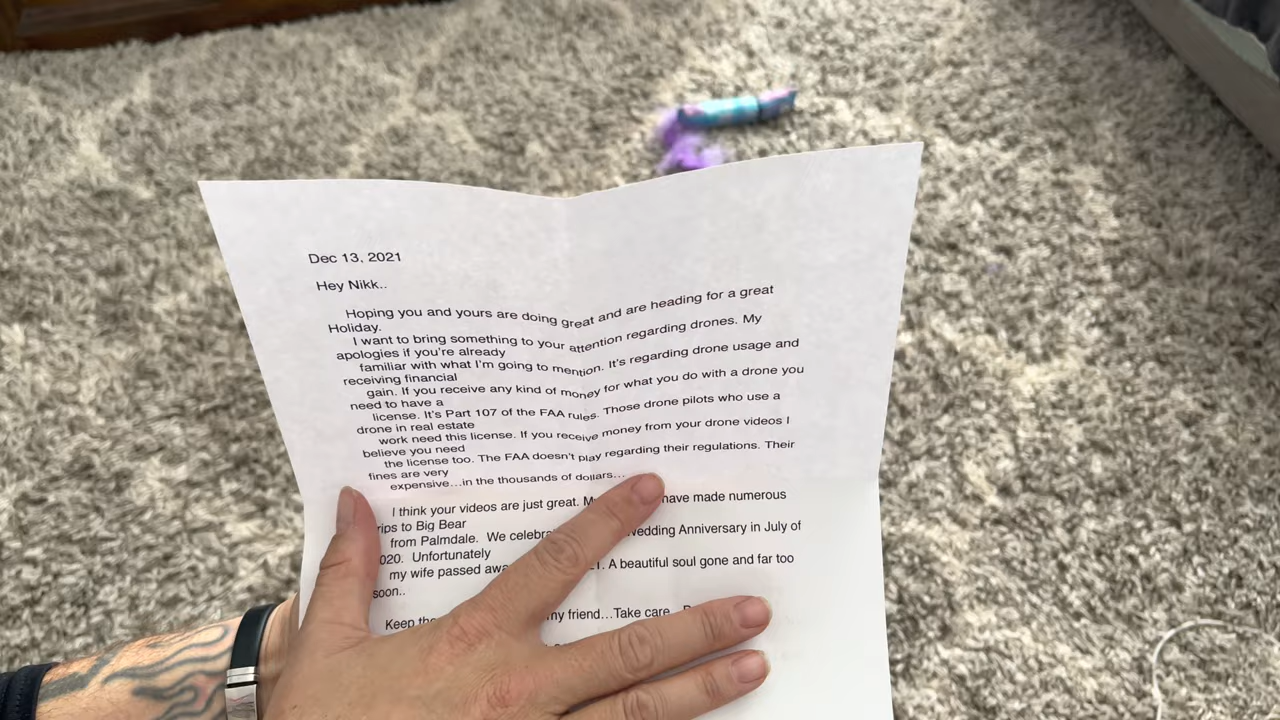 Dec 13, 2021
Hey Nikk..
Hoping you and yours are doing great and are heading for a great
Holiday.
I want to bring something to your attention regarding drones. My
apologies if you're already
familiar with what I'm going to mention. It's regarding drone usage and
receiving financial
gain. If you receive any kind of money for what you do with a drone you
need to have a
license. It's Part 107 of the FAA rules. Those drone pilots who use a
drone in real estate
work need this license. If you receive money from your drone videos I
believe you need
the license too. The FAA doesn't play regarding their regulations. Their
fines are very
expensive...in the thousands of dollars...
I think your videos are just great. have made numerous
rips to Big Bear
from Palmdale. We Wedding Anniversary in July of
020. Unfortunately
my wife passed A beautiful soul gone and far too
soon..
Keep my friend...Take care